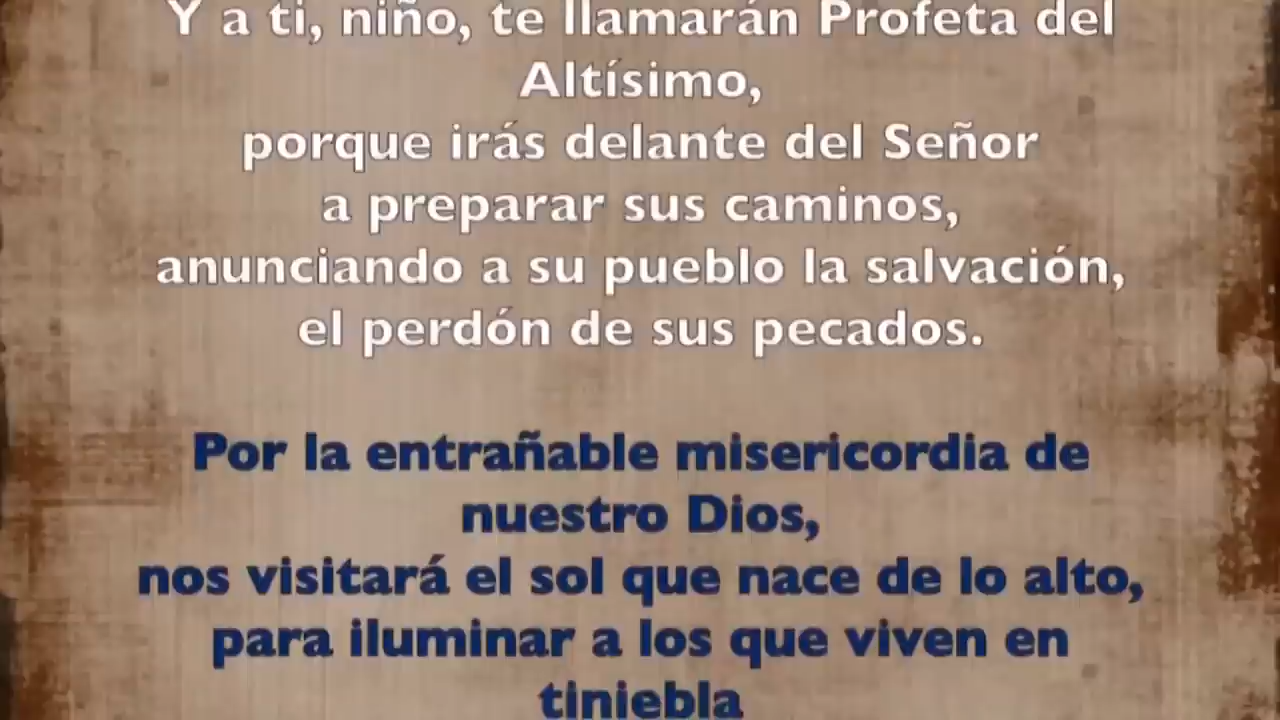 Y a ti, niño, te llamarán Profeta del
Altísimo,
porque irás delante del Señor
a preparar sus caminos,
anunciando a su pueblo la salvación,
el perdón de sus pecados.
Por la entrañable misericordia de
nuestro Dios,
nos visitará el sol que nace de lo alto,
para iluminar a los que viven en
tiniebla